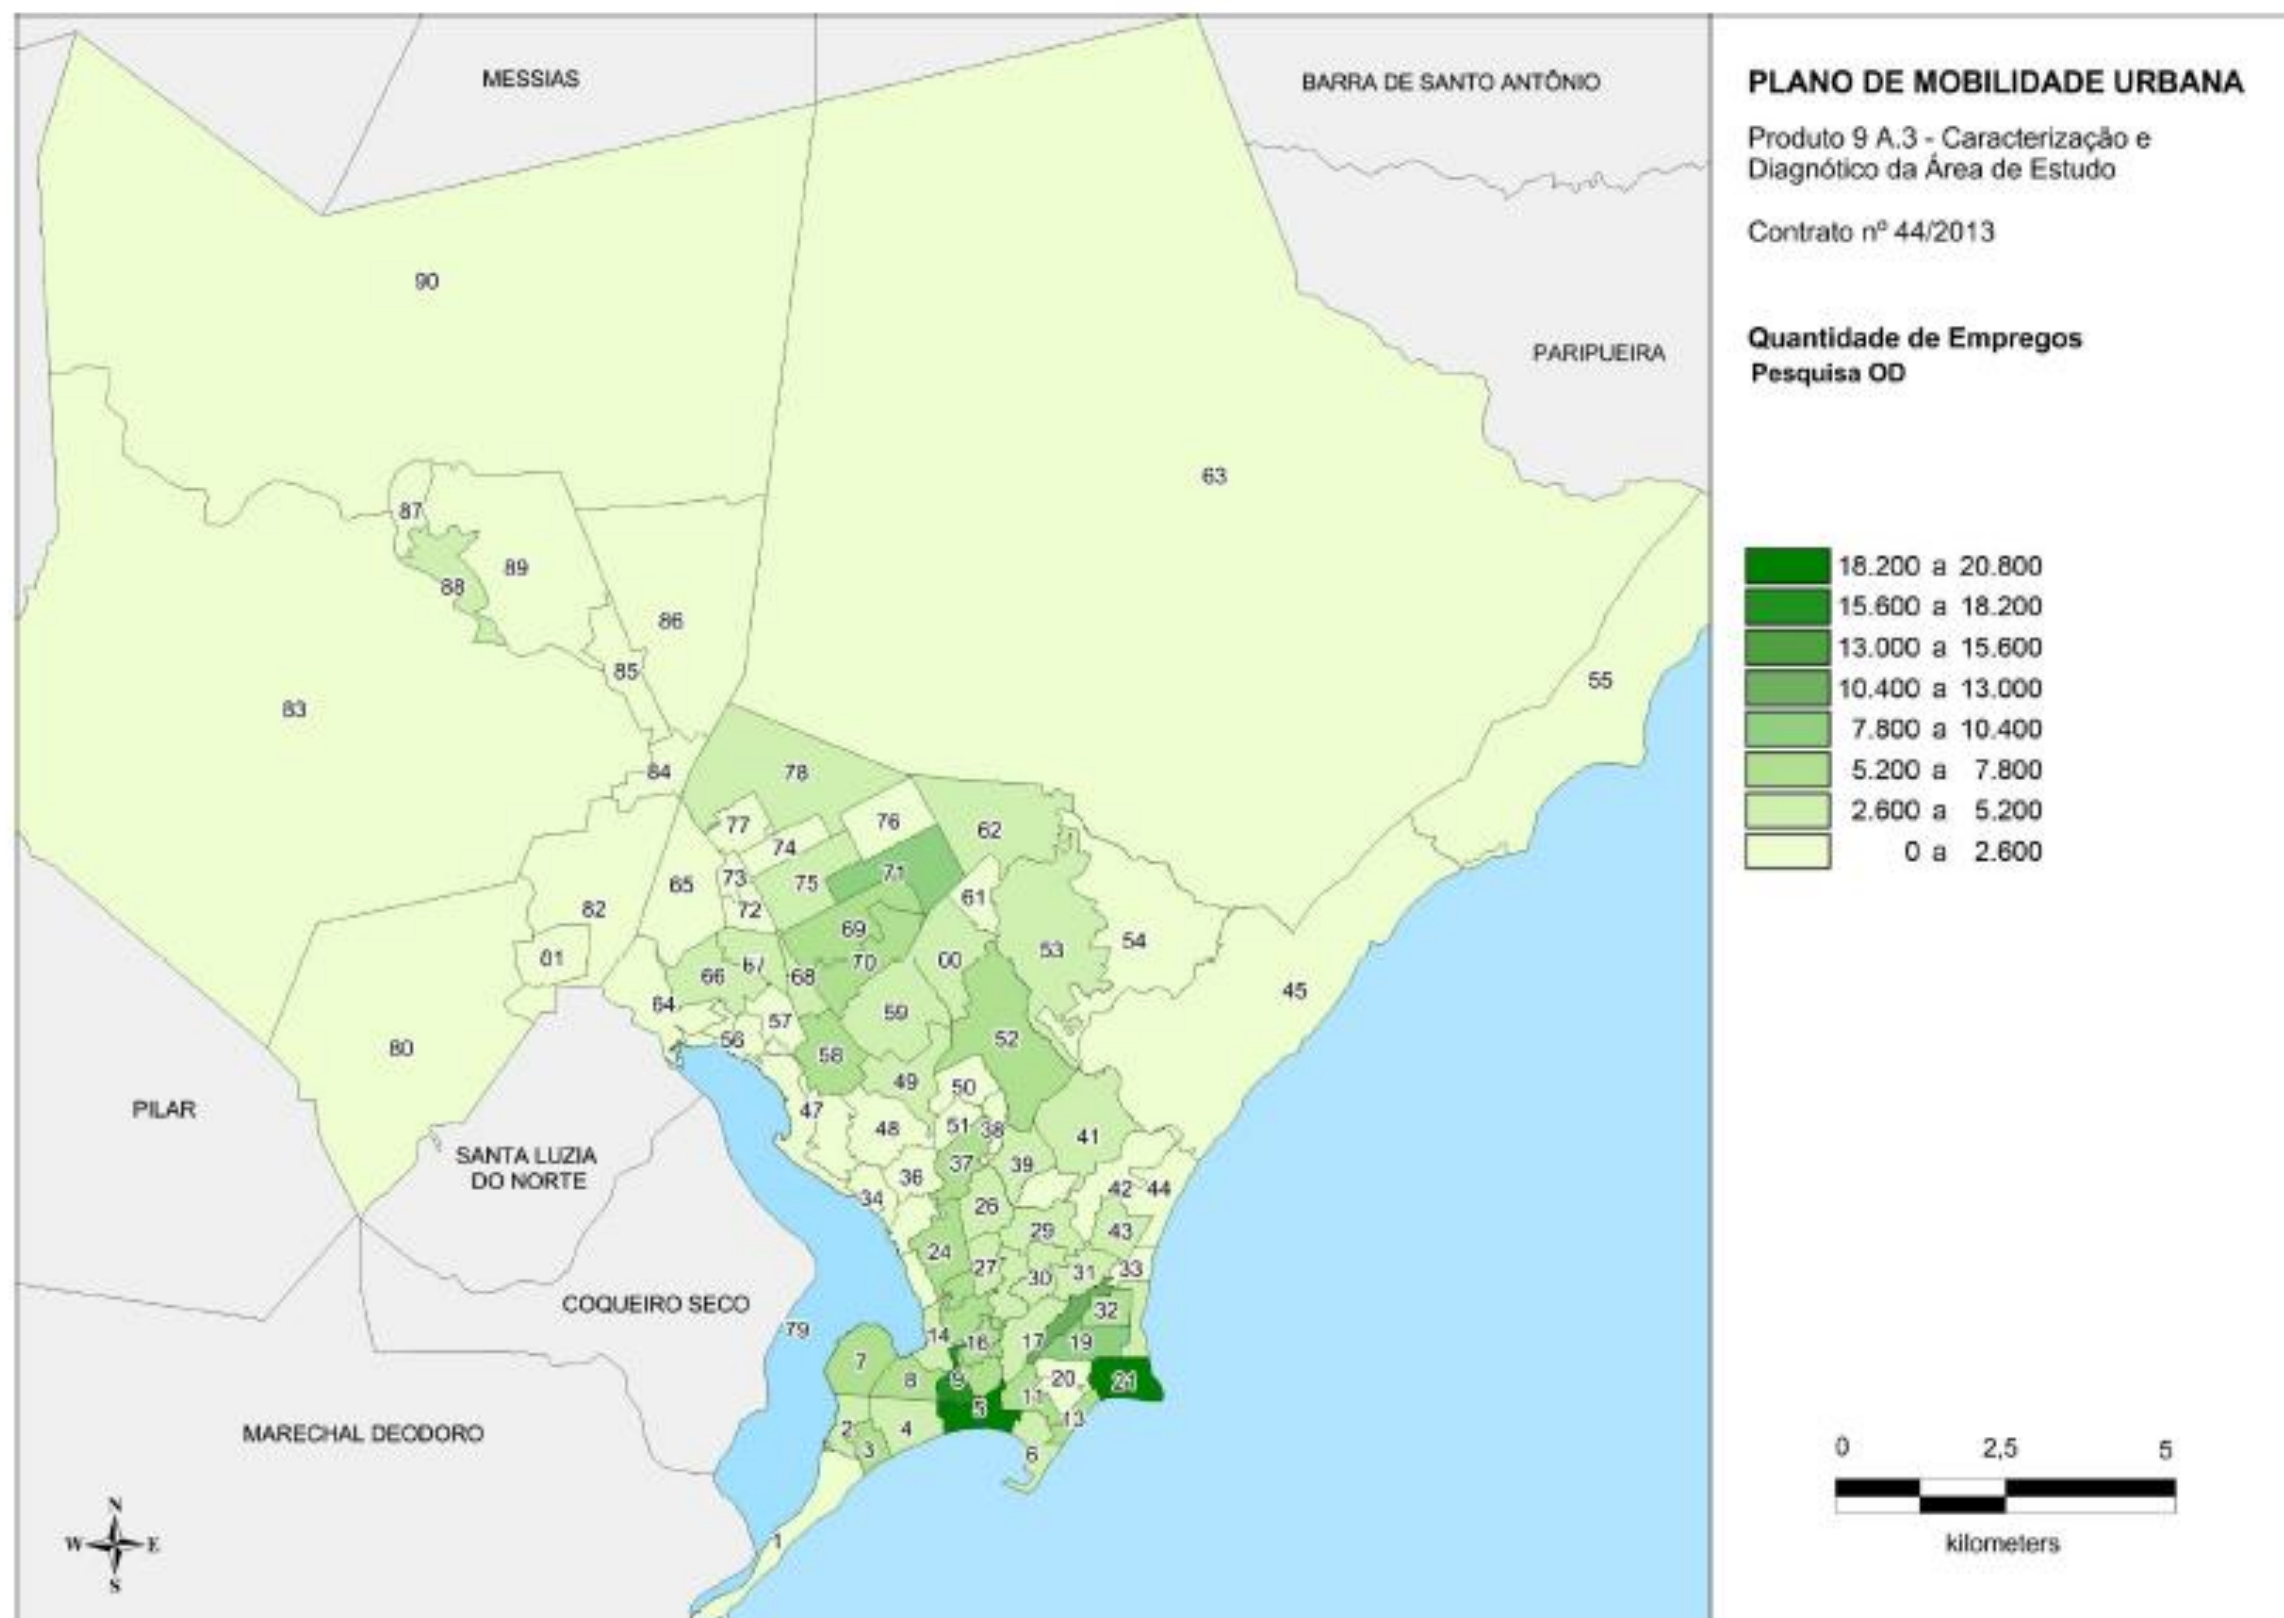 MESSIAS
BARRA DE SANTO ANTÔNIO
PARIPUEIRA
90
63
87
89
88
86
85
55
83
84
78
77
76
62
74
71
73
75
61
65
72
82
69
54
53
81
67
70
60
66
68
45
64
59
57
56
52
80
58
49
50
47
48
51
38
41
PILAR
SANTA LUZIA
DO NORTE
37
39
36
34
42
44
26
29
43
24
27
30
31
33
COQUEIRO SECO
32
79
14
16
17
19
7
8
9
20
21
11
5
13
2
4
3
6
MARECHAL DEODORO
1
N
W E
S
PLANO DE MOBILIDADE URBANA
Produto 9 A.3 - Caracterização e
Diagnótico da Área de Estudo
Contrato nº 44/2013
Quantidade de Empregos
Pesquisa OD
18.200 a 20.800
15.600 a 18.200
13.000 a 15.600
10.400 a 13.000
7.800 a 10.400
5.200 a 7.800
2.600 a 5.200
0 a 2.600
0 2,5 5
kilometers